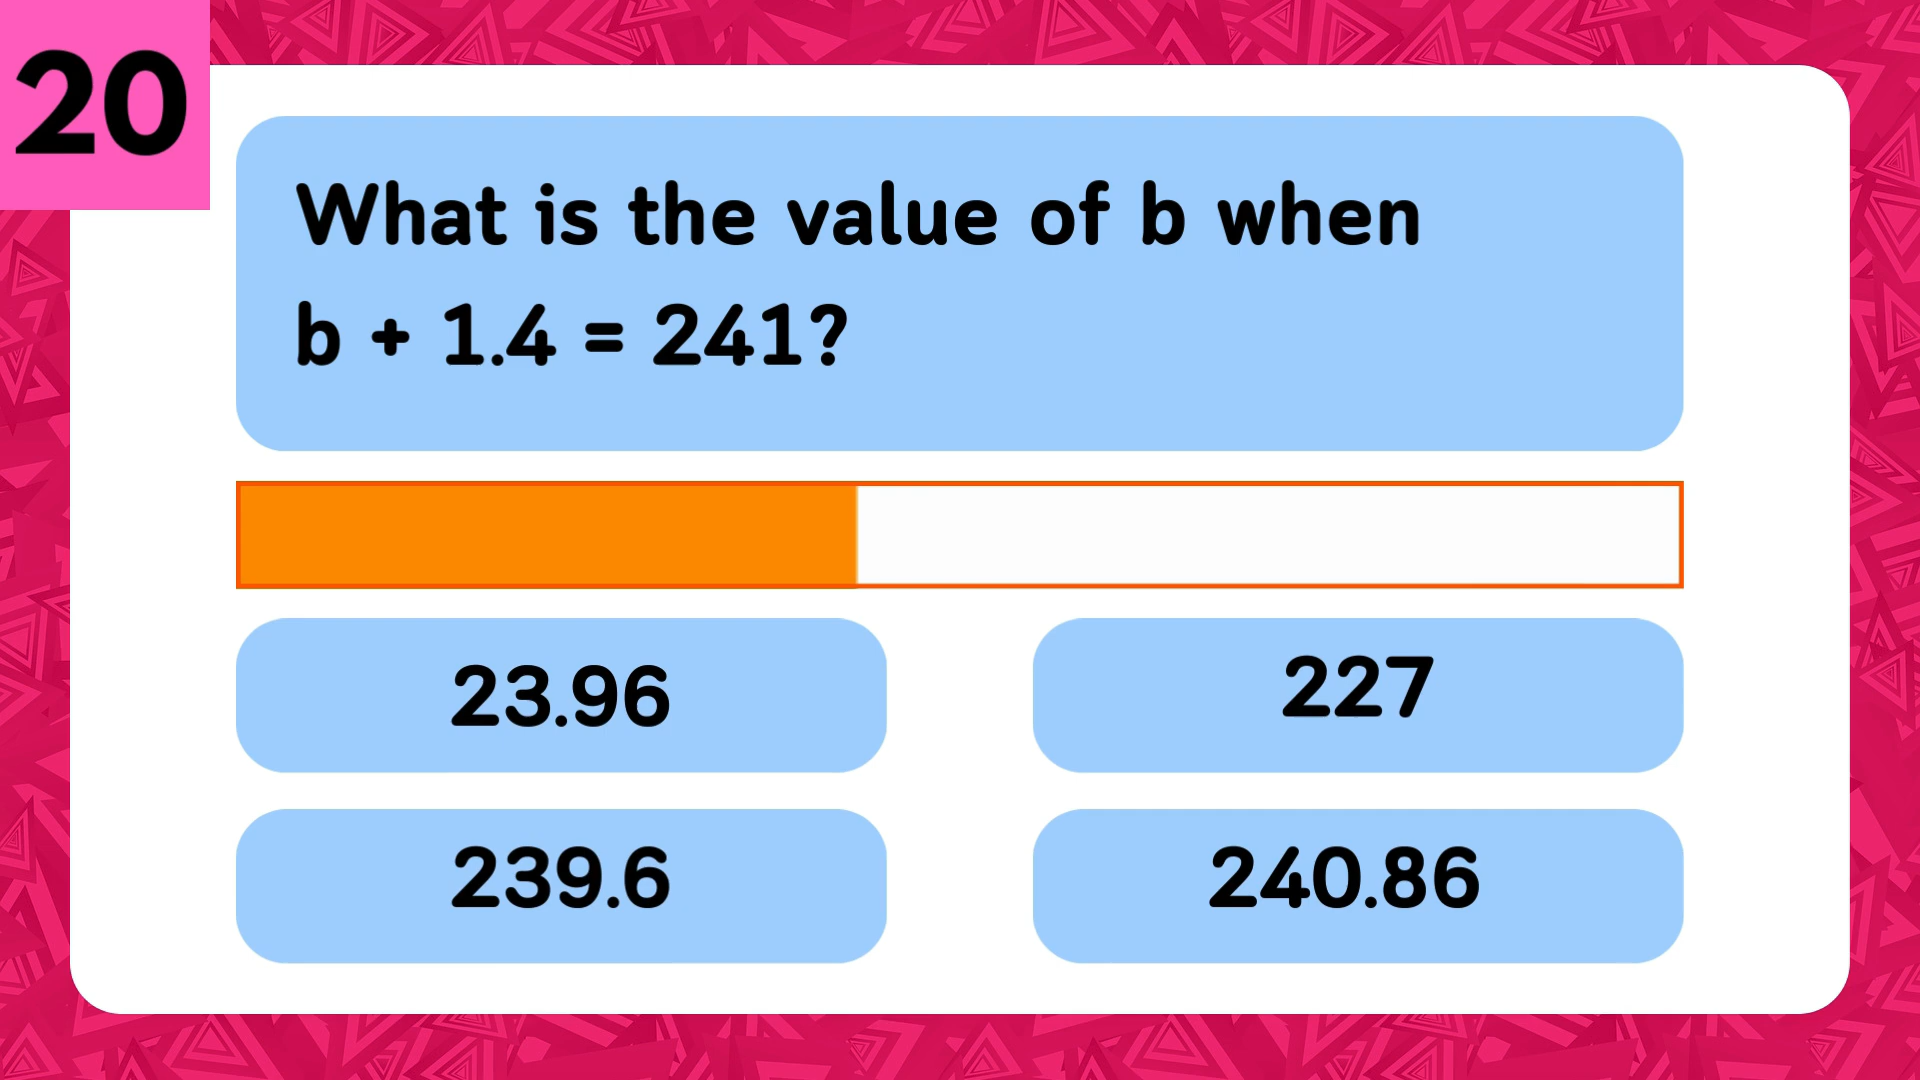 20
What is the value of b when
b + 1.4 = 241?
23.96
227
239.6
240.86